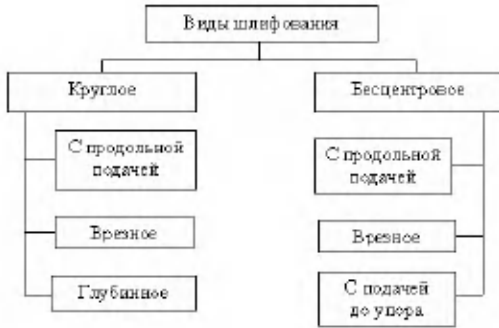 Виды шлифования
Круглое
Бесцентровое
С продольной
подачей
С продольной
подачей
Врезное
Врезное
Глубинное
С подачей
до упора